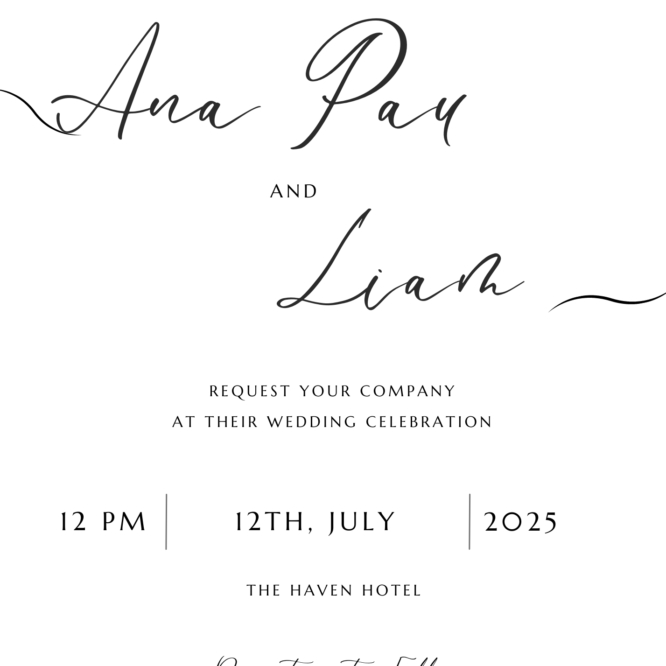 Ana Pau
AND
Liam
REQUEST YOUR COMPANY
AT THEIR WEDDING CELEBRATION
12 PM
12TH, JULY
2025
THE HAVEN HOTEL